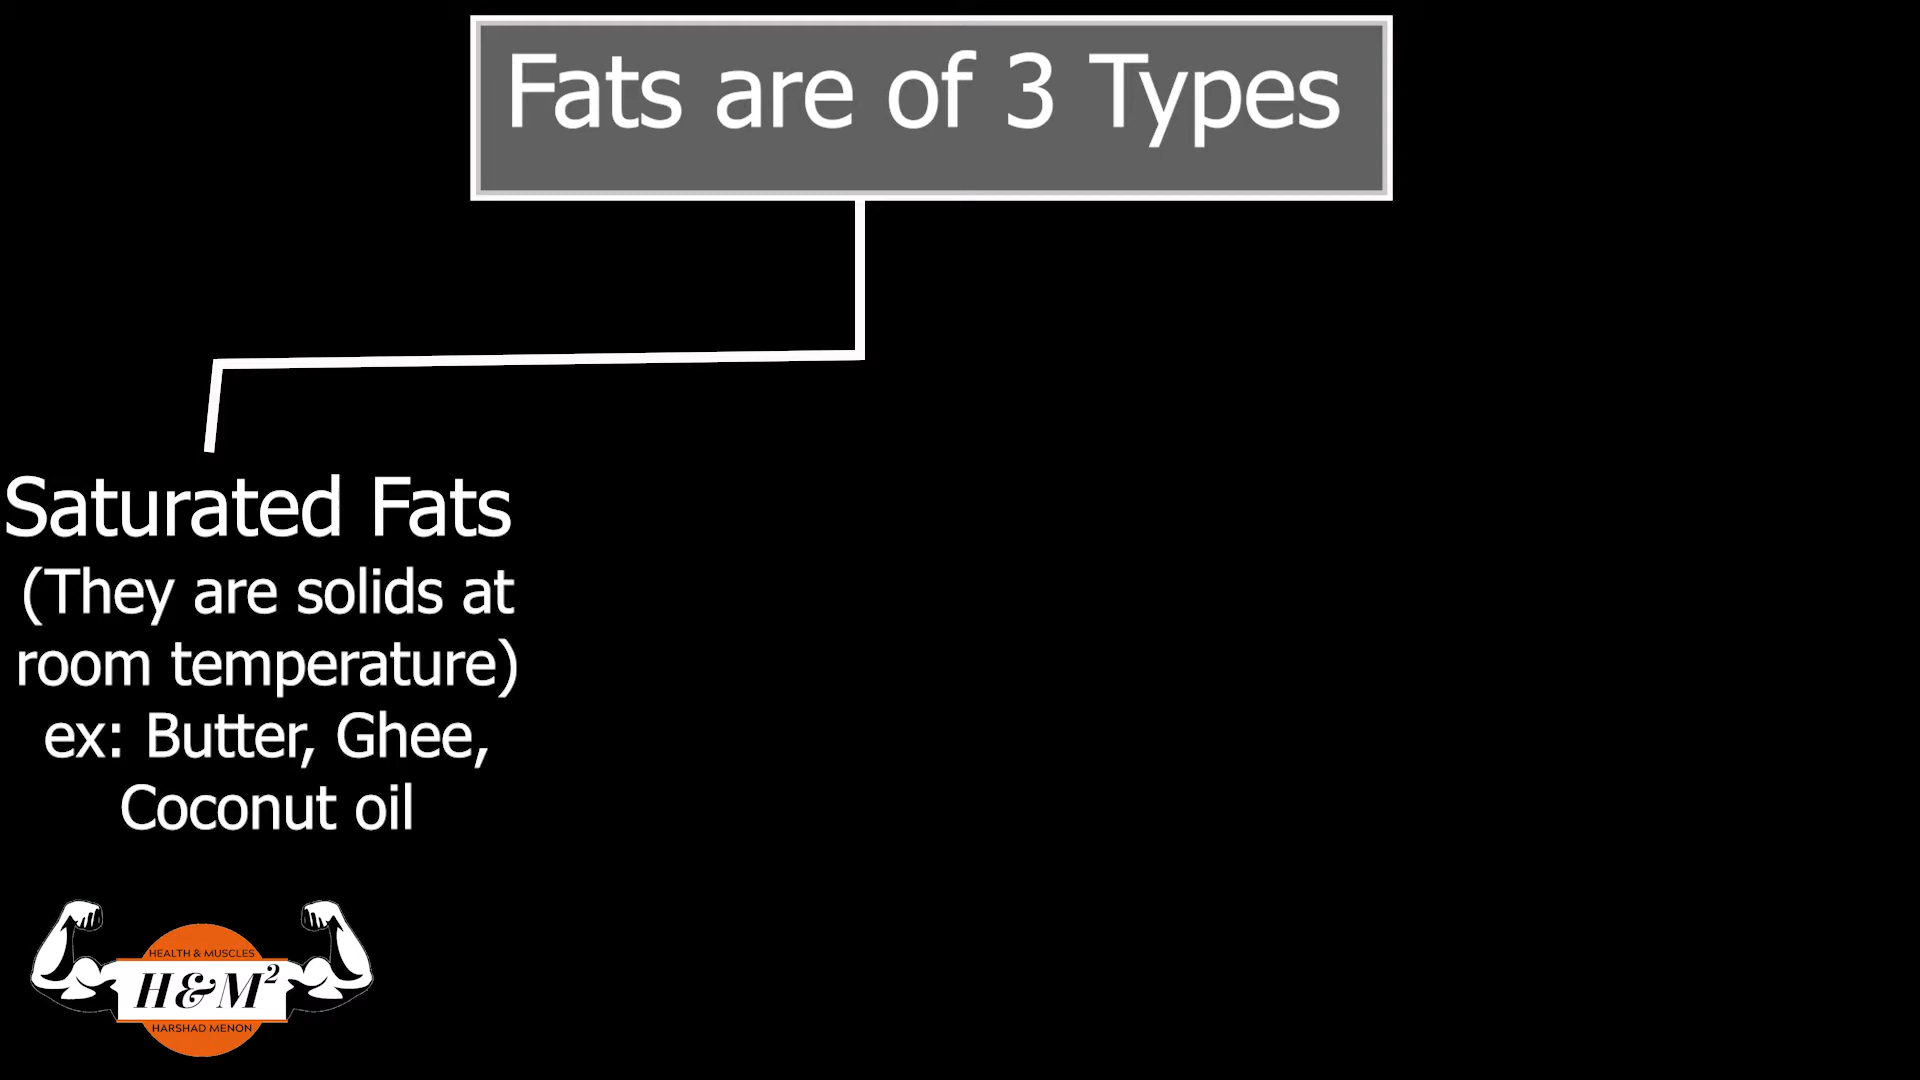 Fats are of 3 Types
Saturated Fats
(They are solids at
room temperature)
ex: Butter, Ghee,
Coconut oil
HEALTH & MUSCLES
H&M²
HARSHAD MENON